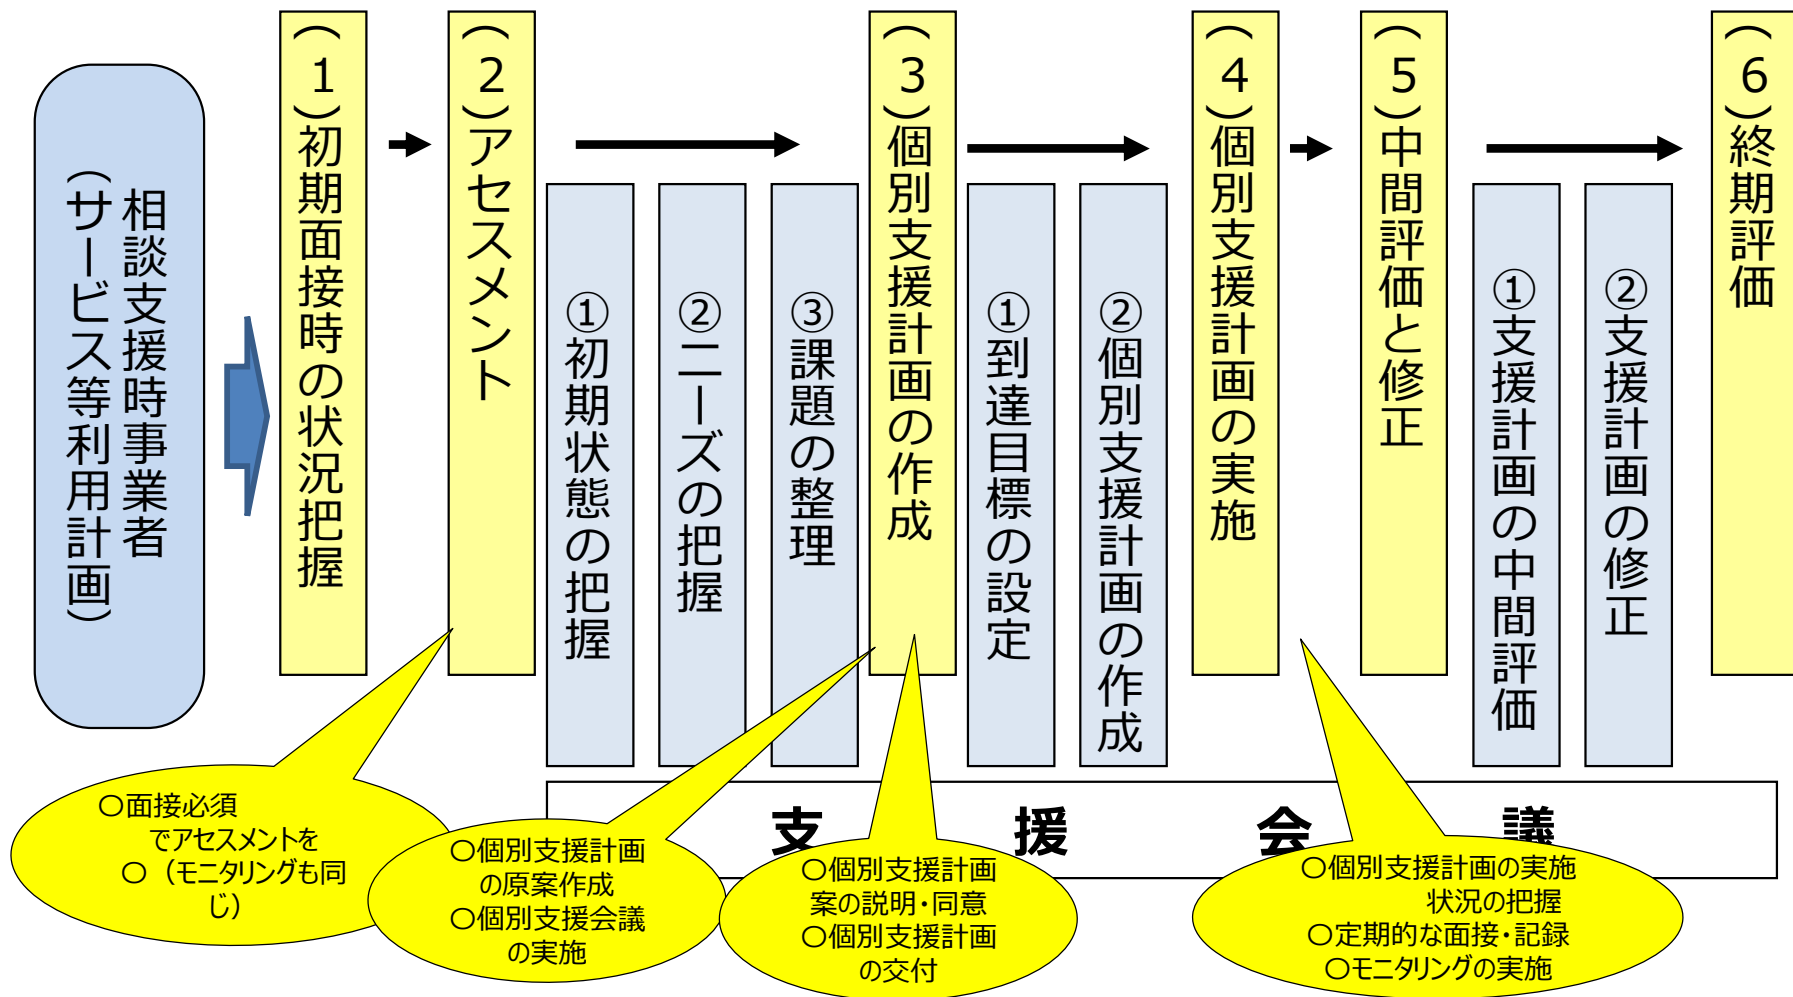 相談支援時事業者
（サービス等利用計画）
（1）初期面接時の状況把握
（2）アセスメント
①初期状態の把握
②ニーズの把握
③課題の整理
（3）個別支援計画の作成
①到達目標の設定
②個別支援計画の作成
（4）個別支援計画の実施
（5）中間評価と修正
①支援計画の中間評価
②支援計画の修正
（6）終期評価
支援会議
○面接必須
でアセスメントを
○（モニタリングも同
じ）
○個別支援計画
の原案作成
○個別支援会議
の実施
○個別支援計画
案の説明・同意
○個別支援計画
の交付
○個別支援計画の実施
状況の把握
○定期的な面接・記録
○モニタリングの実施